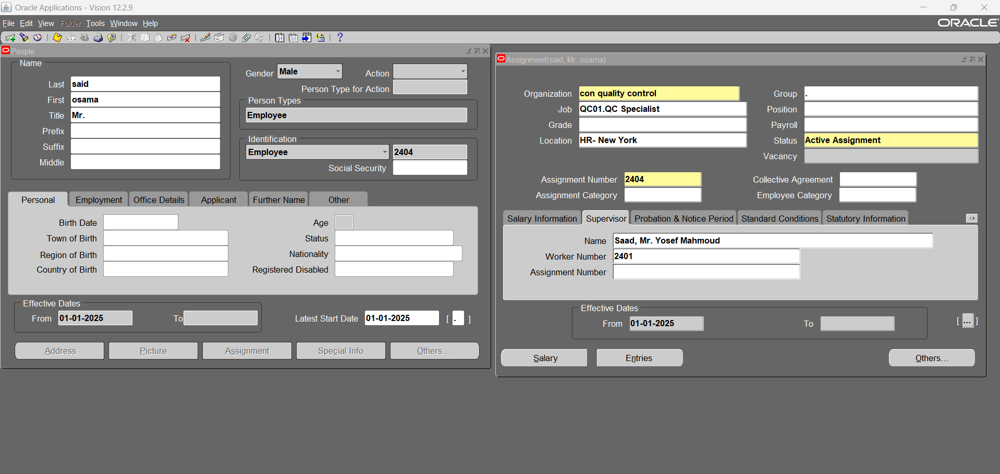 Oracle Applications - Vision 12.2.9
File Edit View Folder Tools Window Help
ORACLE
People
Name
Last said
First osama
Title Mr.
Prefix
Suffix
Middle
Gender Male
Action
Person Type for Action
Person Types
Employee
Identification
Employee 2404
Social Security
Personal Employment Office Details Applicant Further Name Other
Birth Date
Town of Birth
Region of Birth
Country of Birth
Age
Status
Nationality
Registered Disabled
Effective Dates
From 01-01-2025 To
Latest Start Date 01-01-2025 [ . ]
Address Picture Assignment Special Info Others...
Assignment(said, Mr. osama)
Organization con quality control
Job QC01.QC Specialist
Grade
Location HR- New York
Group .
Position
Payroll
Status Active Assignment
Vacancy
Assignment Number 2404
Assignment Category
Collective Agreement
Employee Category
Salary Information Supervisor Probation & Notice Period Standard Conditions Statutory Information
Name Saad, Mr. Yosef Mahmoud
Worker Number 2401
Assignment Number
Effective Dates
From 01-01-2025 To
[ ... ]
Salary Entries Others...